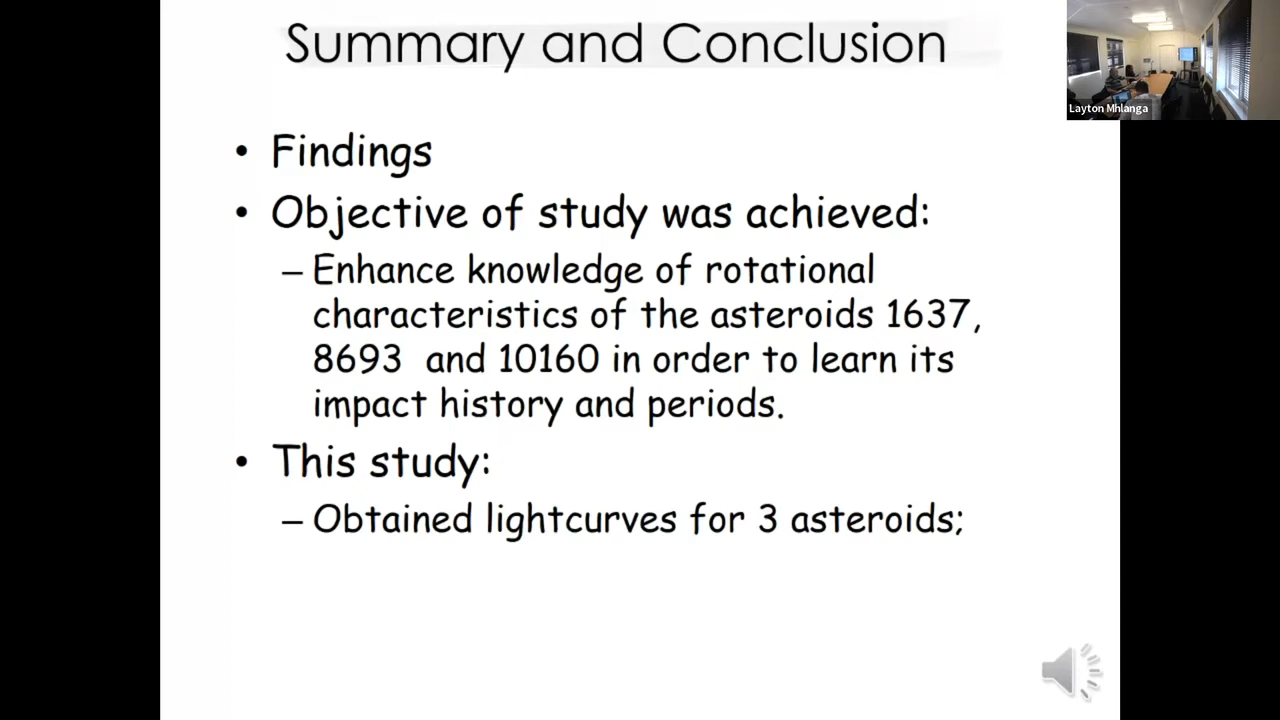 Summary and Conclusion
Layton Mhlanga
• Findings
• Objective of study was achieved:
– Enhance knowledge of rotational
characteristics of the asteroids 1637,
8693 and 10160 in order to learn its
impact history and periods.
• This study:
– Obtained lightcurves for 3 asteroids;